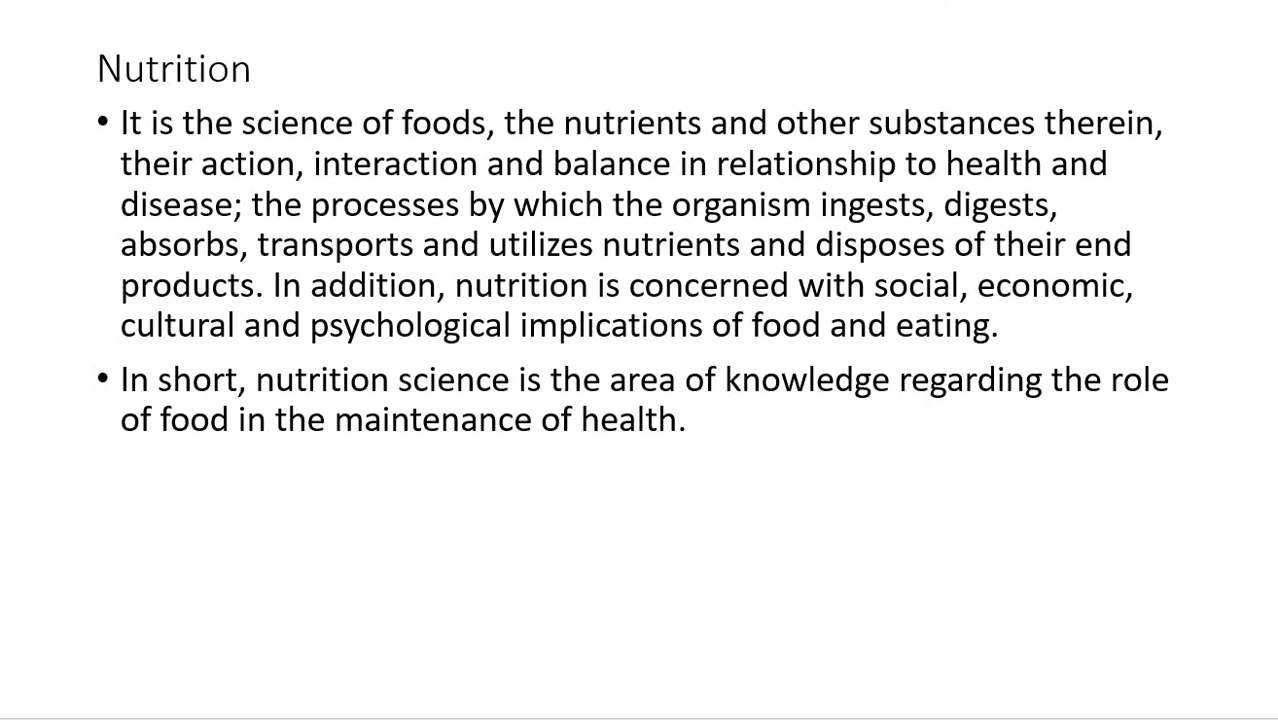 Nutrition
• It is the science of foods, the nutrients and other substances therein,
their action, interaction and balance in relationship to health and
disease; the processes by which the organism ingests, digests,
absorbs, transports and utilizes nutrients and disposes of their end
products. In addition, nutrition is concerned with social, economic,
cultural and psychological implications of food and eating.
• In short, nutrition science is the area of knowledge regarding the role
of food in the maintenance of health.